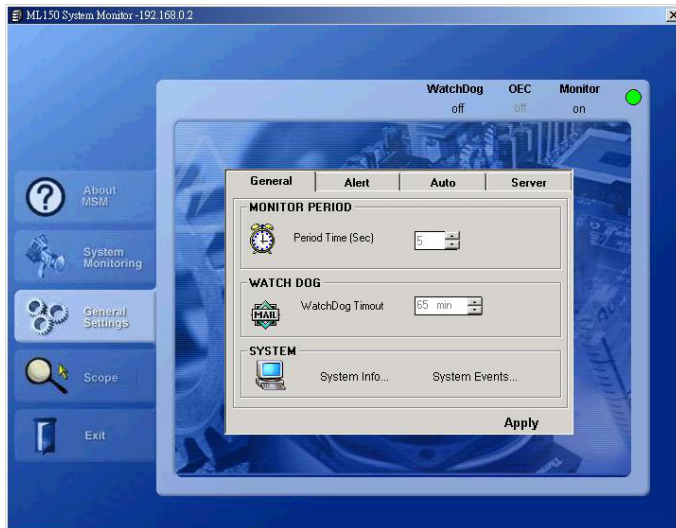 ML150 System Monitor -192.168.0.2
WatchDog OEC Monitor
off off on
About
MSM
System
Monitoring
General
Settings
Scope
Exit
General Alert Auto Server
MONITOR PERIOD
Period Time (Sec) 5
WATCH DOG
MAIL
WatchDog Timout 65 min
SYSTEM
System Info... System Events...
Apply